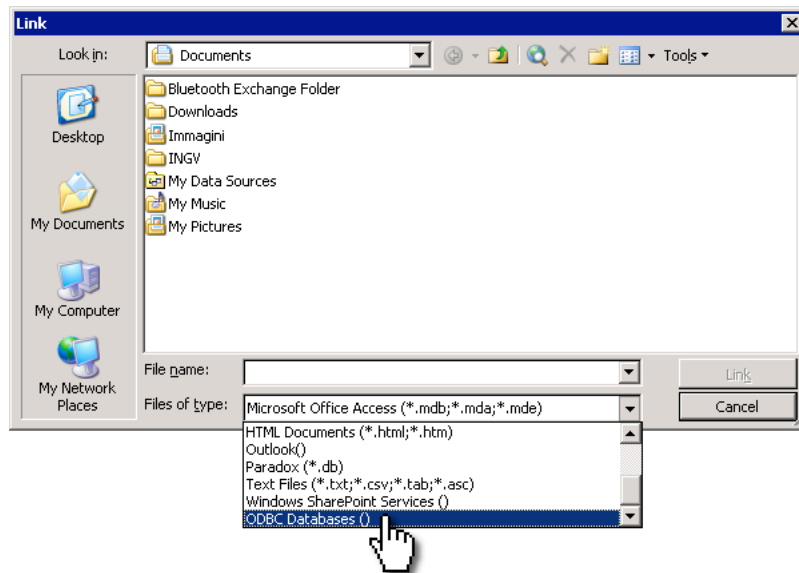 Link
Look in:
Documents
Tools
Desktop
My Documents
My Computer
My Network
Places
Bluetooth Exchange Folder
Downloads
Immagini
INGV
My Data Sources
My Music
My Pictures
File name:
Link
Files of type:
Microsoft Office Access (*.mdb;*.mda;*.mde)
Cancel
HTML Documents (*.html;*.htm)
Outlook()
Paradox (*.db)
Text Files (*.txt;*.csv;*.tab;*.asc)
Windows SharePoint Services ()
ODBC Databases ()